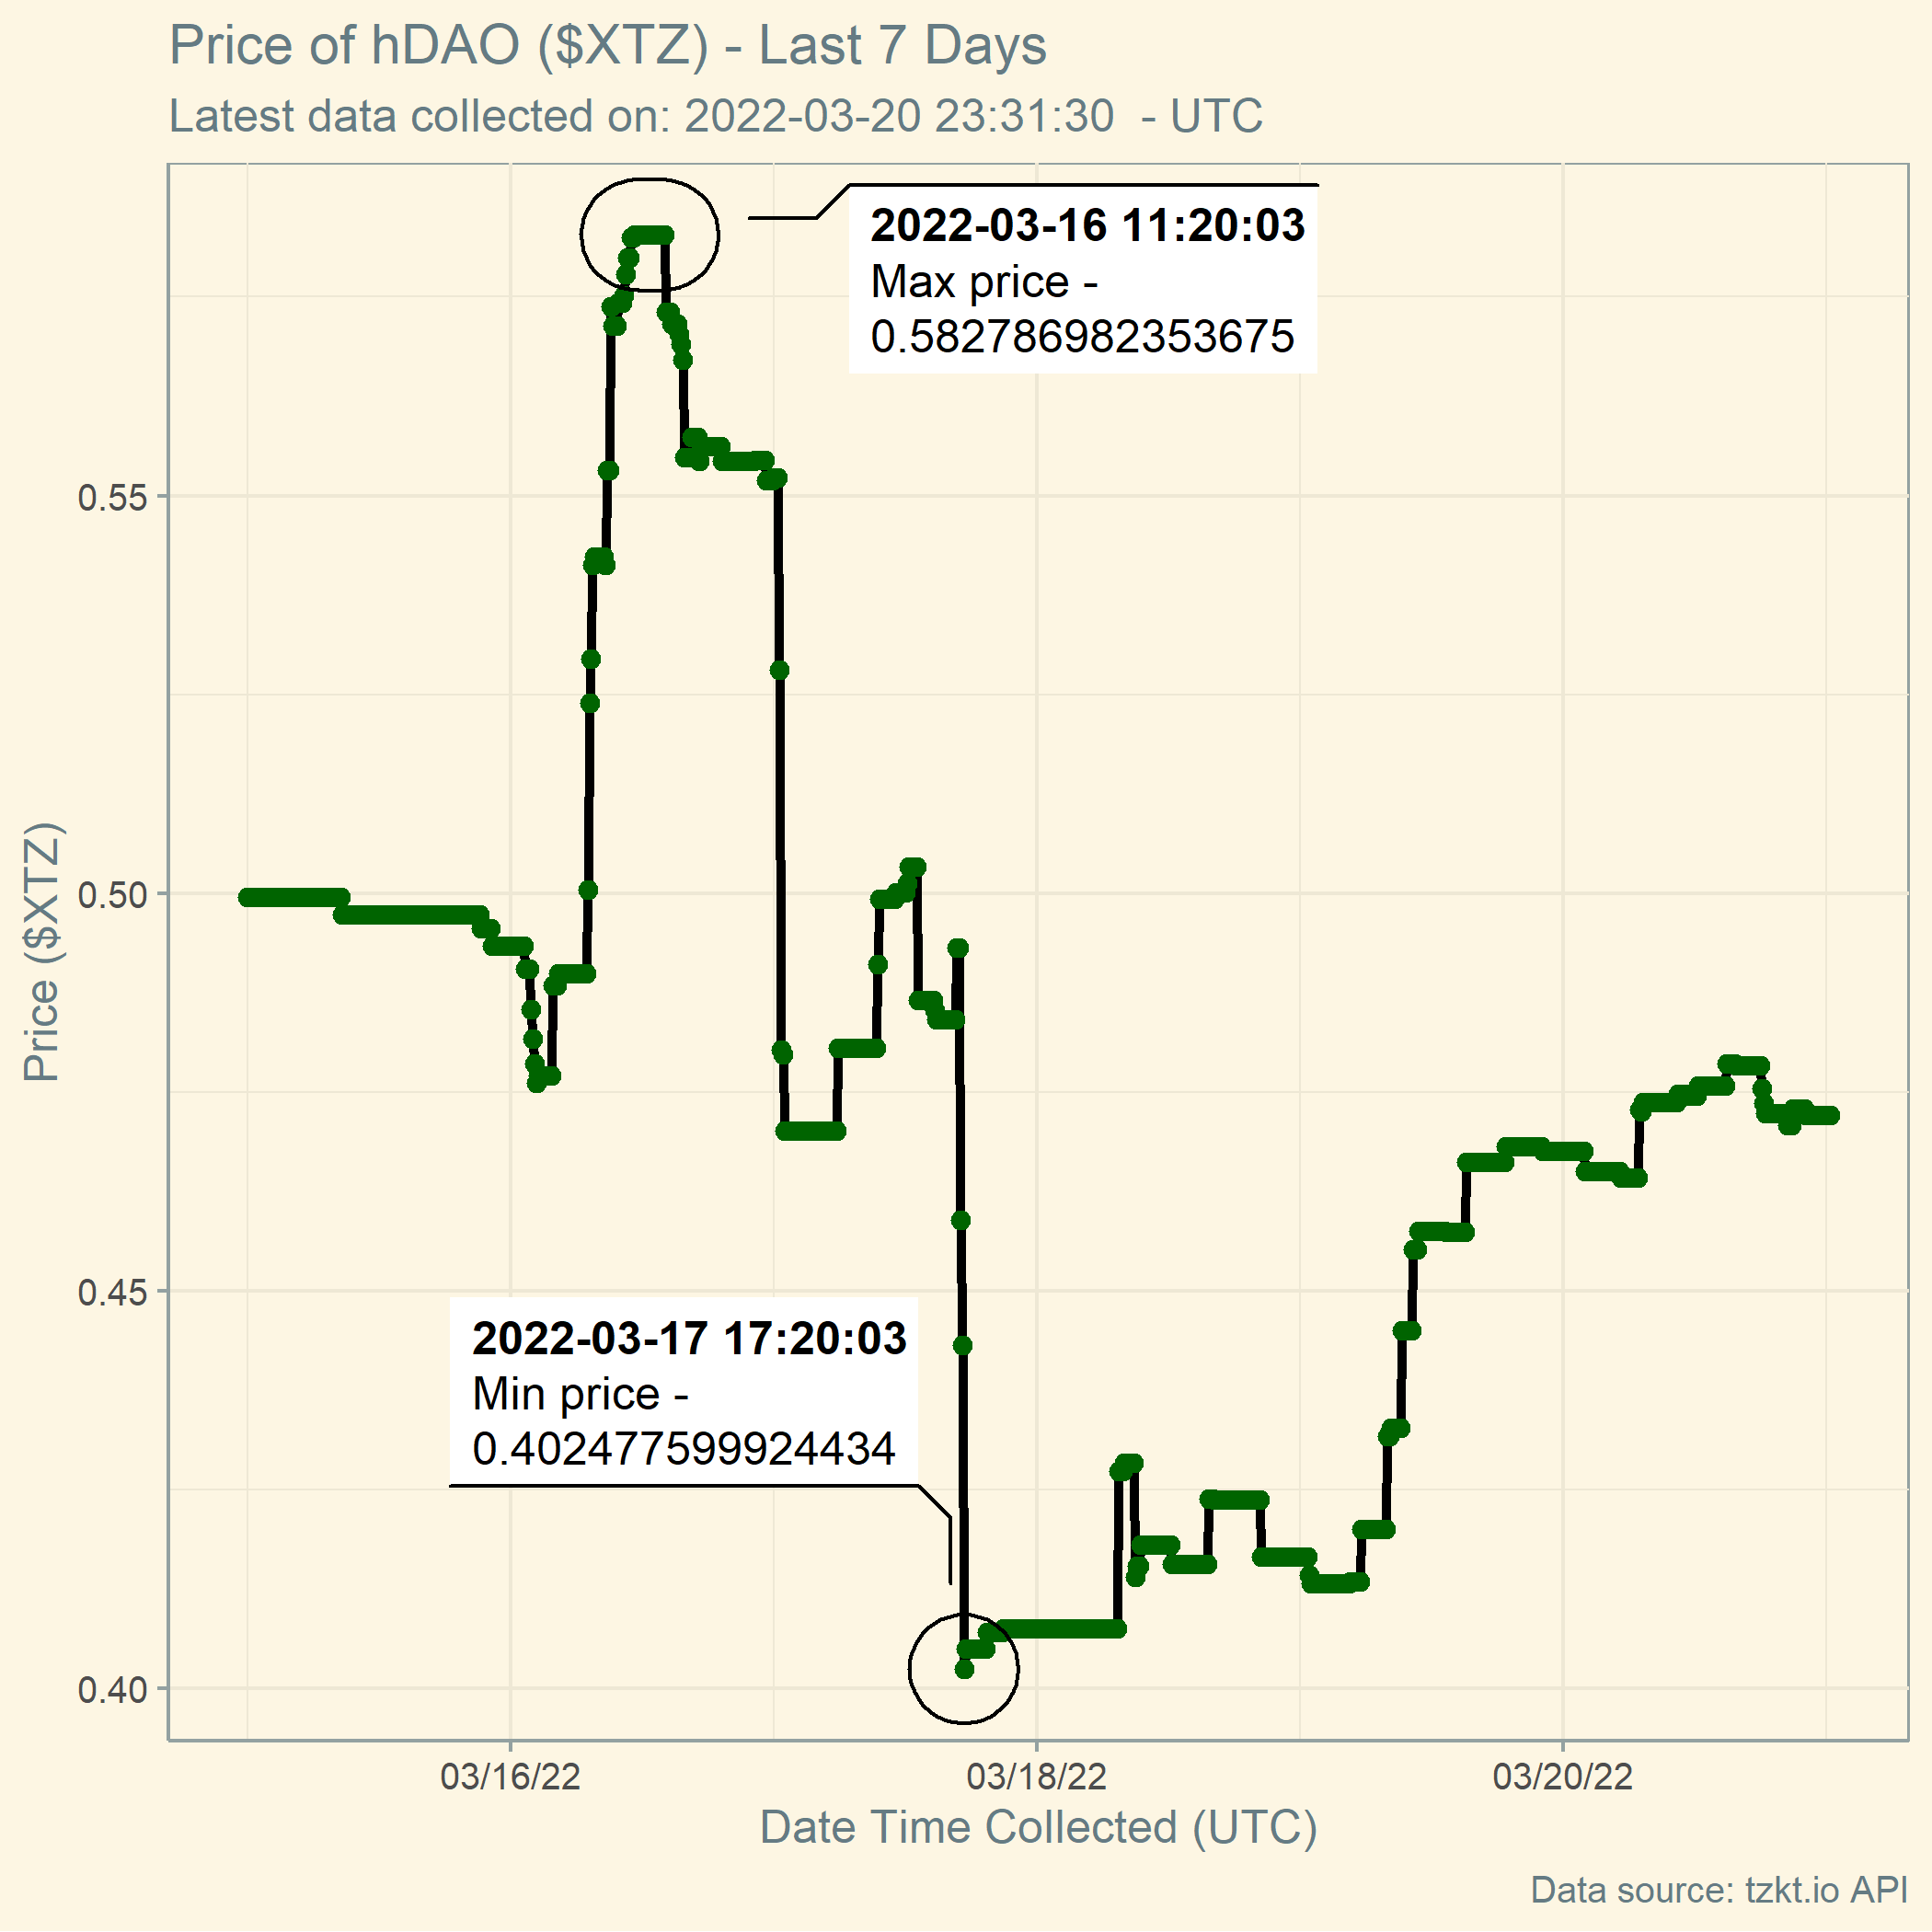 Price of hDAO ($XTZ) - Last 7 Days
Latest data collected on: 2022-03-20 23:31:30  - UTC
2022-03-16 11:20:03
Max price -
0.582786982353675
0.55
0.50
0.45
0.40
Price ($XTZ)
2022-03-17 17:20:03
Min price -
0.402477599924434
03/16/22
03/18/22
03/20/22
Date Time Collected (UTC)
Data source: tzkt.io API